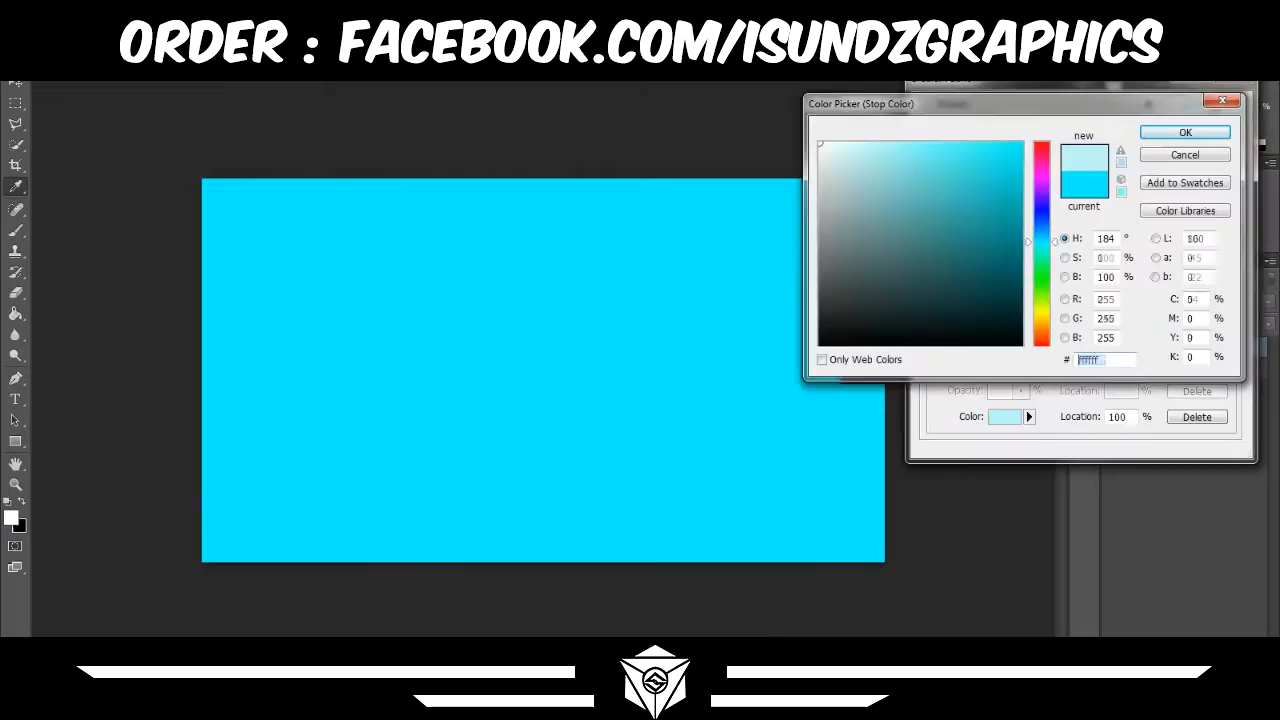 ORDER : FACEBOOK.COM/ISUNDZGRAPHICS
Color Picker (Stop Color)
new
current
OK
Cancel
Add to Swatches
Color Libraries
H: 184 °
S: %
B: 100 %
R: 255
G: 255
B: 255
L:
a:
b:
C: %
M: 0 %
Y: 0 %
K: 0 %
# ffffff
Only Web Colors
%
Opacity: % Location: Delete
Color: Location: 100 % Delete